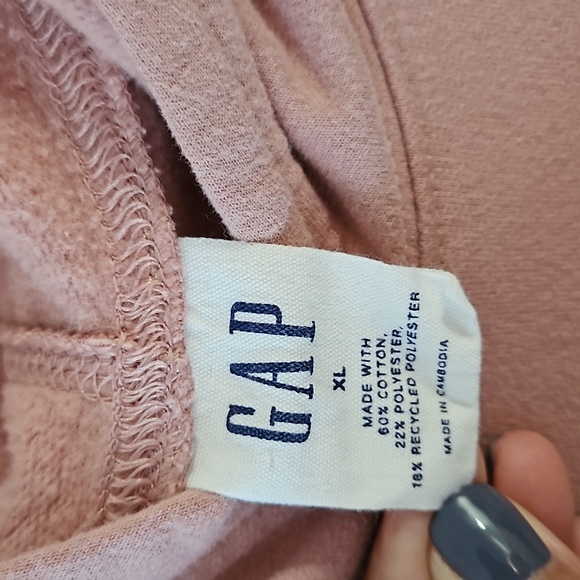 GAP
XL
MADE WITH
60% COTTON,
22% POLYESTER,
18% RECYCLED POLYESTER
MADE IN CAMBODIA